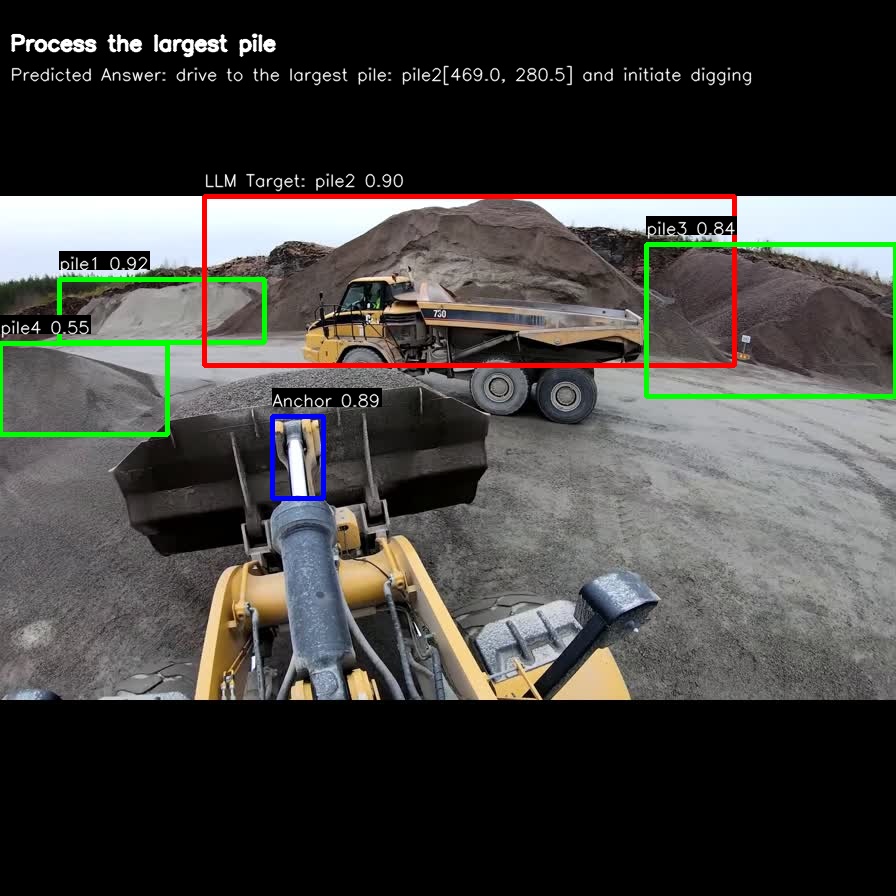 Process the largest pile
Predicted Answer: drive to the largest pile: pile2[469.0, 280.5] and initiate digging
LLM Target: pile2 0.90
pile3 0.84
pile1 0.92
pile4 0.55
730
Anchor 0.89